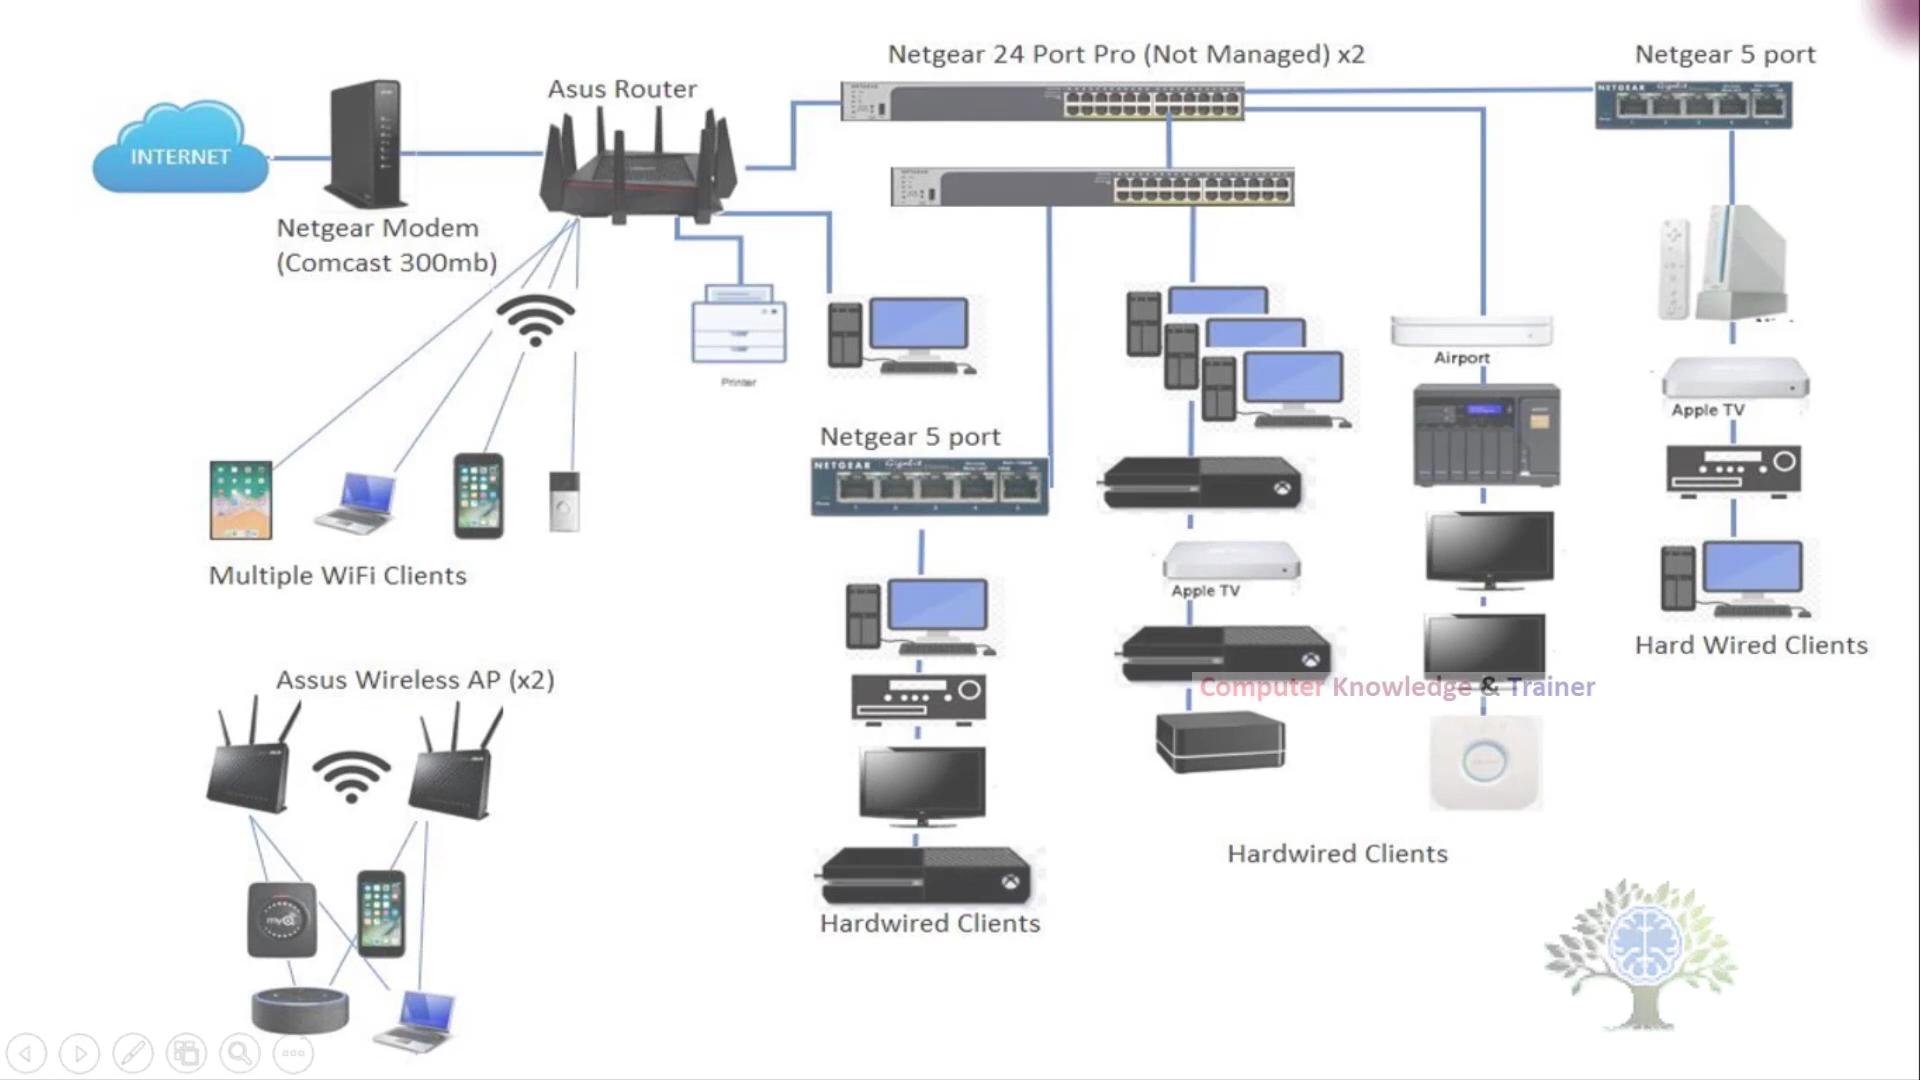 Netgear 24 Port Pro (Not Managed) x2
Netgear 5 port
Asus Router
INTERNET
NETGEAR
Netgear Modem
(Comcast 300mb)
Printer
Airport
Apple TV
Netgear 5 port
NETGEAR Gigabit
Multiple WiFi Clients
Apple TV
Hard Wired Clients
Assus Wireless AP (x2)
Computer Knowledge & Trainer
Hardwired Clients
myQ
Hardwired Clients